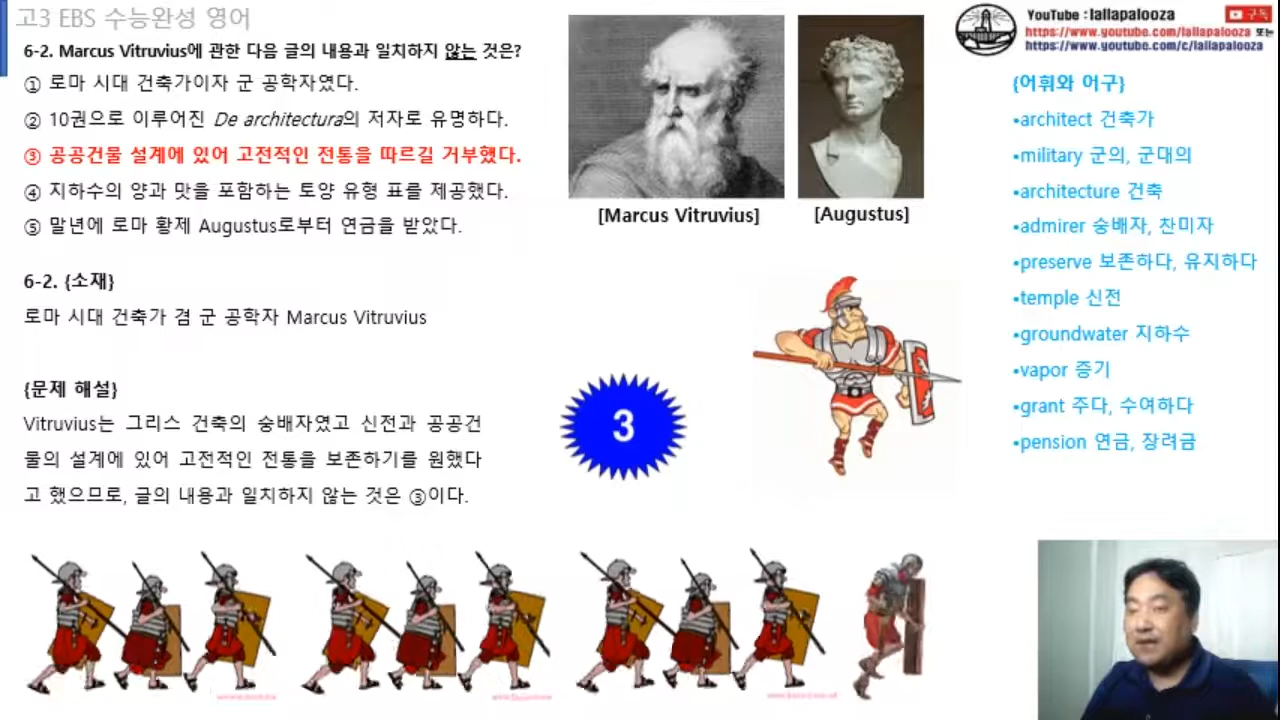 고3 EBS 수능완성 영어
6-2. Marcus Vitruvius에 관한 다음 글의 내용과 일치하지 않는 것은?
① 로마 시대 건축가이자 군 공학자였다.
② 10권으로 이루어진 De architectura의 저자로 유명하다.
③ 공공건물 설계에 있어 고전적인 전통을 따르길 거부했다.
④ 지하수의 양과 맛을 포함하는 토양 유형 표를 제공했다.
⑤ 말년에 로마 황제 Augustus로부터 연금을 받았다.
6-2. {소재}
로마 시대 건축가 겸 군 공학자 Marcus Vitruvius
{문제 해설}
Vitruvius는 그리스 건축의 숭배자였고 신전과 공공건
물의 설계에 있어 고전적인 전통을 보존하기를 원했다
고 했으므로, 글의 내용과 일치하지 않는 것은 ③이다.
[Marcus Vitruvius]
[Augustus]
3
YouTube : lallapalooza
구독
https://www.youtube.com/lallapalooza 또는
https://www.youtube.com/c/lallapalooza
{어휘와 어구}
•architect 건축가
•military 군의, 군대의
•architecture 건축
•admirer 숭배자, 찬미자
•preserve 보존하다, 유지하다
•temple 신전
•groundwater 지하수
•vapor 증기
•grant 주다, 수여하다
•pension 연금, 장려금